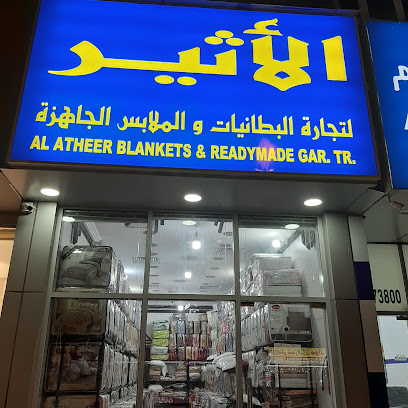 الأثير
لتجارة البطانيات و الملابس الجاهزة
AL ATHEER BLANKETS & READYMADE GAR. TR.
73800